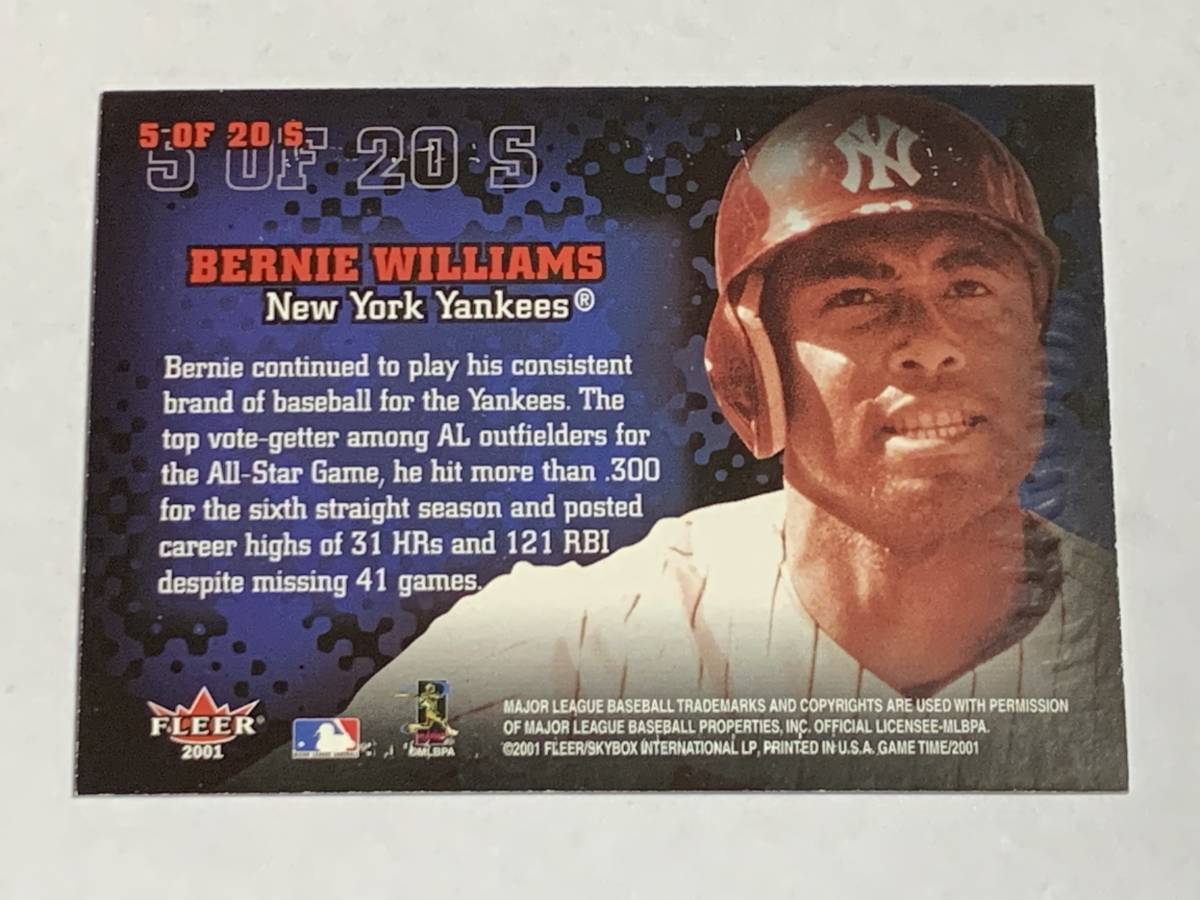 5 OF 20 S
5 OF 20 S
BERNIE WILLIAMS
New York Yankees®
Bernie continued to play his consistent
brand of baseball for the Yankees. The
top vote-getter among AL outfielders for
the All-Star Game, he hit more than .300
for the sixth straight season and posted
career highs of 31 HRs and 121 RBI
despite missing 41 games.
NY
FLEER®
2001
©MLBPA
MAJOR LEAGUE BASEBALL TRADEMARKS AND COPYRIGHTS ARE USED WITH PERMISSION
OF MAJOR LEAGUE BASEBALL PROPERTIES, INC. OFFICIAL LICENSEE-MLBPA.
©2001 FLEER/SKYBOX INTERNATIONAL LP, PRINTED IN U.S.A. GAME TIME/2001